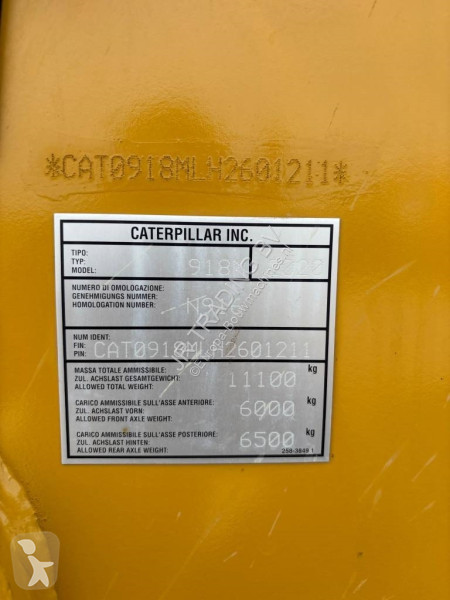 *CAT0918MLH2601211*
CATERPILLAR INC.
TIPO:
TYP:
MODEL:
918M
NUMERO DI OMOLOGAZIONE:
GENEHMIGUNGS NUMMER:
HOMOLOGATION NUMBER:
NUM IDENT:
FIN:
PIN:
CAT0918MLH2601211
MASSA TOTALE AMMISSIBILE:
ZUL. ACHSLAST GESAMTGEWICHT:
ALLOWED TOTAL WEIGHT:
11100 kg
CARICO AMMISSIBILE SULL'ASSE ANTERIORE:
ZUL. ACHSLAST VORN:
ALLOWED FRONT AXLE WEIGHT:
6000 kg
CARICO AMMISSIBILE SULL'ASSE POSTERIORE:
ZUL. ACHSLAST HINTEN:
ALLOWED REAR AXLE WEIGHT:
6500 kg